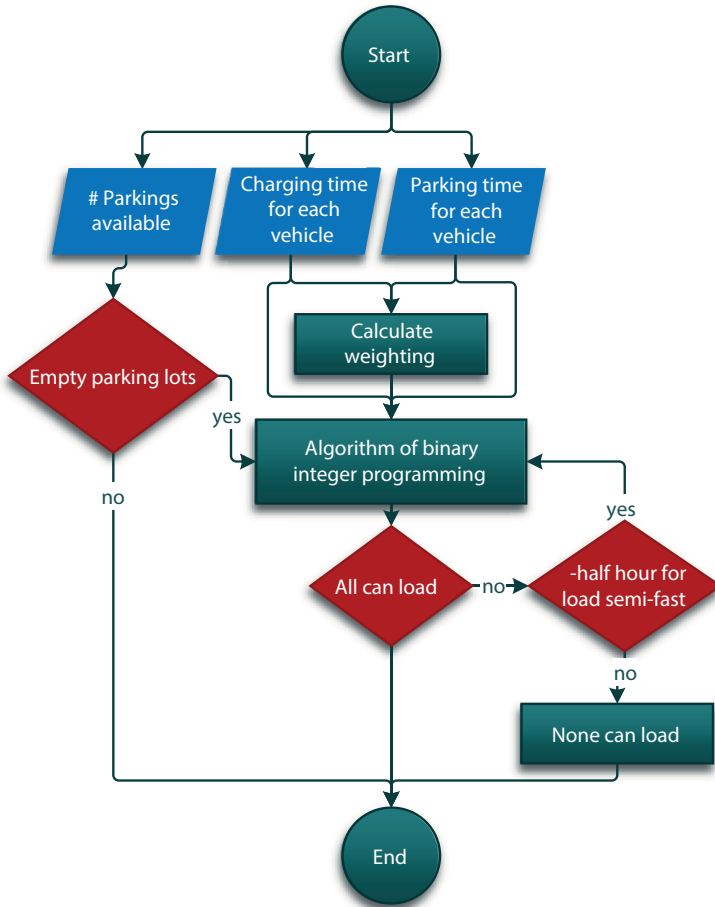 Start
# Parkings
available
Charging time
for each
vehicle
Parking time
for each
vehicle
Calculate
weighting
Empty parking lots
yes
no
Algorithm of binary
integer programming
yes
All can load
no
-half hour for
load semi-fast
no
None can load
End